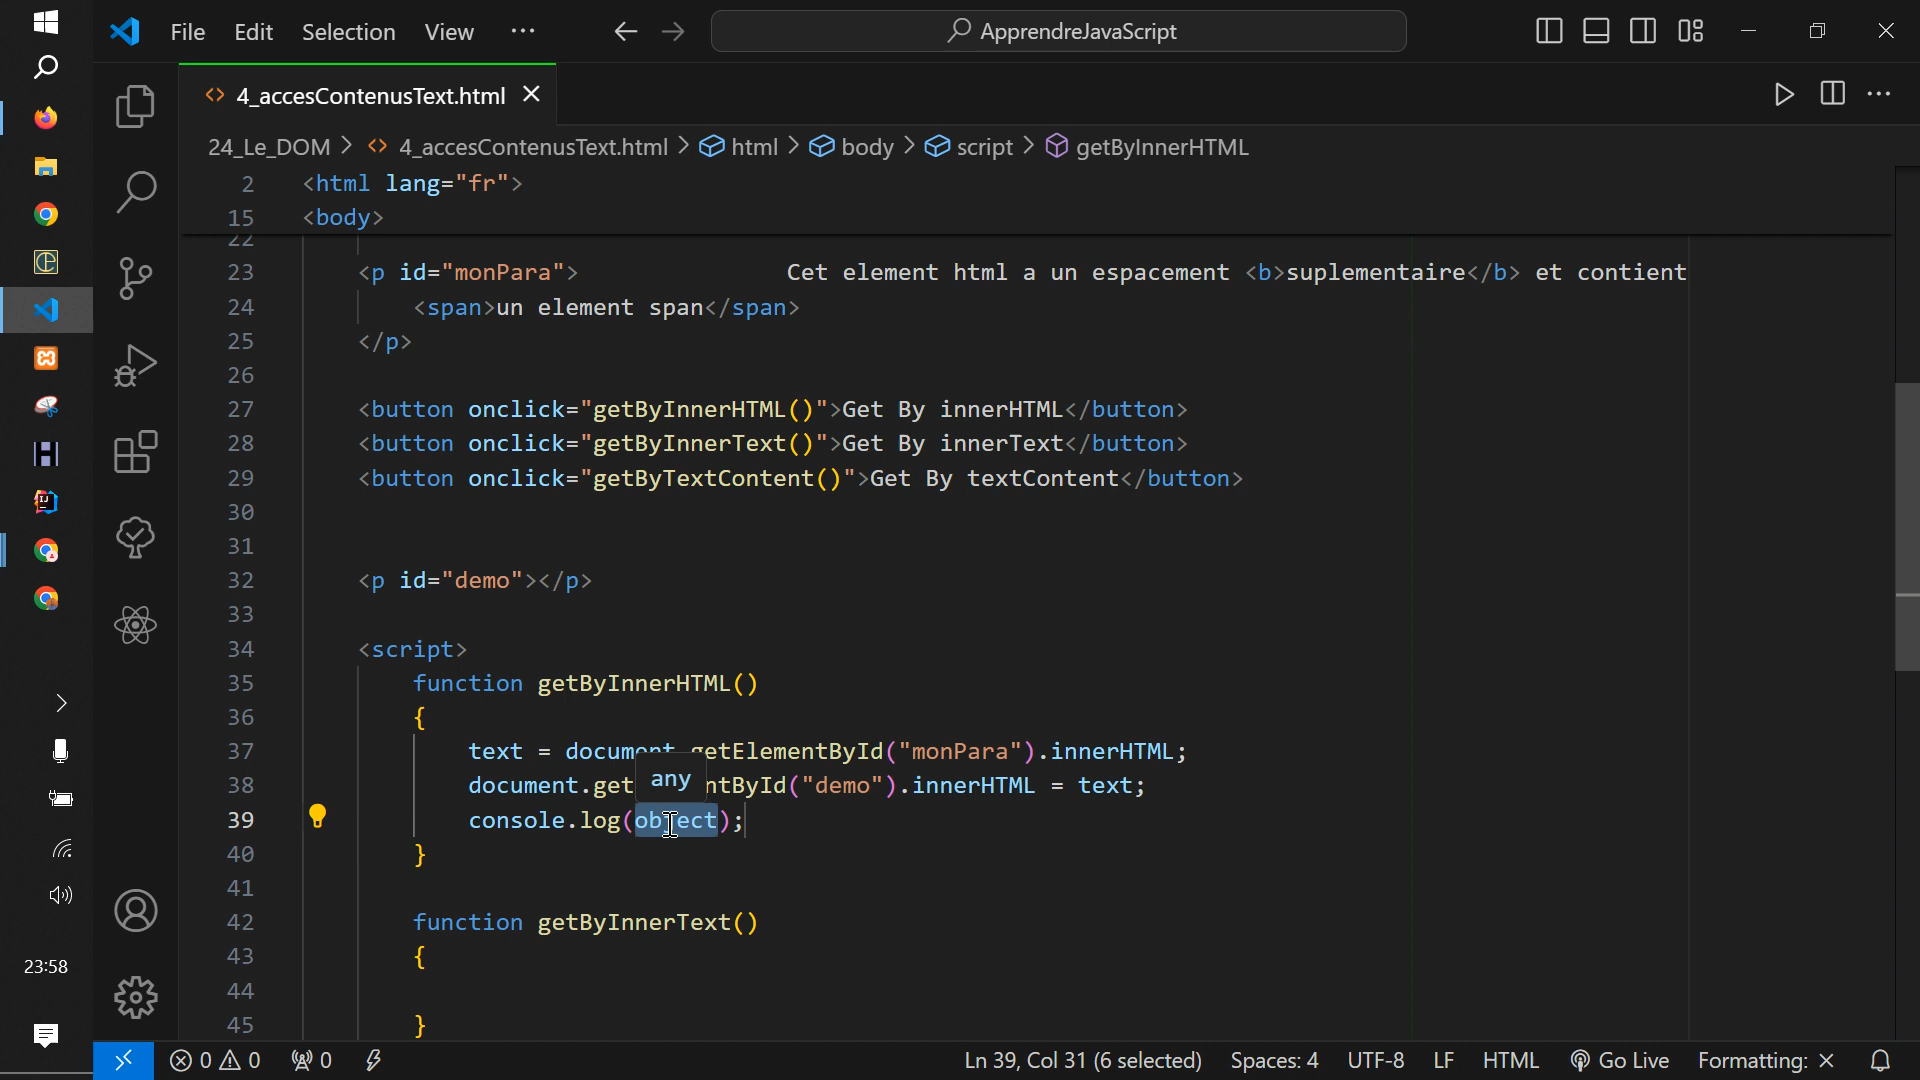 File Edit Selection View ··· ApprendreJavaScript
4_accesContenusText.html
24_Le_DOM > 4_accesContenusText.html > html > body > script > getByInnerHTML
2 <html lang="fr">
15 <body>
22
23 <p id="monPara"> Cet element html a un espacement <b>suplementaire</b> et contient
24 <span>un element span</span>
25 </p>
26
27 <button onclick="getByInnerHTML()">Get By innerHTML</button>
28 <button onclick="getByInnerText()">Get By innerText</button>
29 <button onclick="getByTextContent()">Get By textContent</button>
30
31
32 <p id="demo"></p>
33
34 <script>
35 function getByInnerHTML()
36 {
37 text = document.getElementById("monPara").innerHTML;
any
38 document.get ntById("demo").innerHTML = text;
39 console.log(object);
40 }
41
42 function getByInnerText()
43 {
44
45 }
23:58
0 0 0 Ln 39, Col 31 (6 selected) Spaces: 4 UTF-8 LF HTML Go Live Formatting: ×